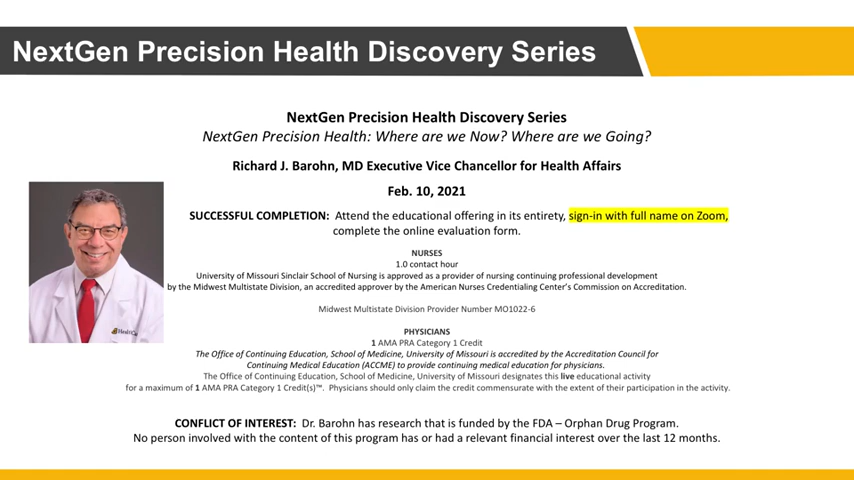 NextGen Precision Health Discovery Series
NextGen Precision Health Discovery Series
NextGen Precision Health: Where are we Now? Where are we Going?
Richard J. Barohn, MD Executive Vice Chancellor for Health Affairs
Feb. 10, 2021
SUCCESSFUL COMPLETION: Attend the educational offering in its entirety, sign-in with full name on Zoom,
complete the online evaluation form.
NURSES
1.0 contact hour
University of Missouri Sinclair School of Nursing is approved as a provider of nursing continuing professional development
by the Midwest Multistate Division, an accredited approver by the American Nurses Credentialing Center's Commission on Accreditation.
Midwest Multistate Division Provider Number MO1022-6
PHYSICIANS
1 AMA PRA Category 1 Credit
The Office of Continuing Education, School of Medicine, University of Missouri is accredited by the Accreditation Council for
Continuing Medical Education (ACCME) to provide continuing medical education for physicians.
The Office of Continuing Education, School of Medicine, University of Missouri designates this live educational activity
for a maximum of 1 AMA PRA Category 1 Credit(s)™. Physicians should only claim the credit commensurate with the extent of their participation in the activity.
CONFLICT OF INTEREST: Dr. Barohn has research that is funded by the FDA – Orphan Drug Program.
No person involved with the content of this program has or had a relevant financial interest over the last 12 months.